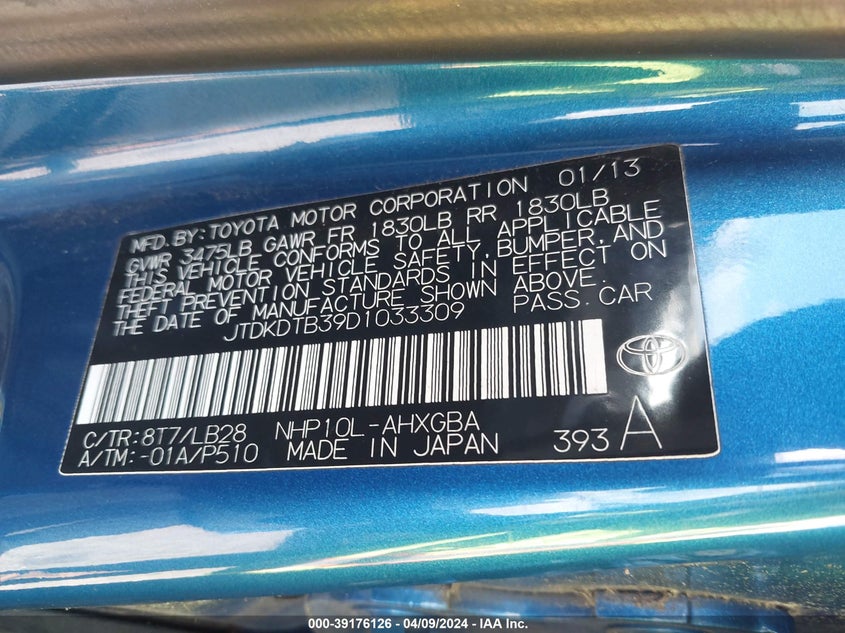 MFD. BY: TOYOTA MOTOR CORPORATION 01/13
GVWR 3475LB GAWR FR 1830LB RR 1830LB
THIS VEHICLE CONFORMS TO ALL APPLICABLE
FEDERAL MOTOR VEHICLE SAFETY, BUMPER, AND
THEFT PREVENTION STANDARDS IN EFFECT ON
THE DATE OF MANUFACTURE SHOWN ABOVE.
JTDKDTB39D1033309 PASS. CAR
C/TR: 8T7/LB28 NHP10L-AHXGBA
A/TM: -01A/P510 MADE IN JAPAN 393 A
000-39176126 - 04/09/2024 - IAA Inc.